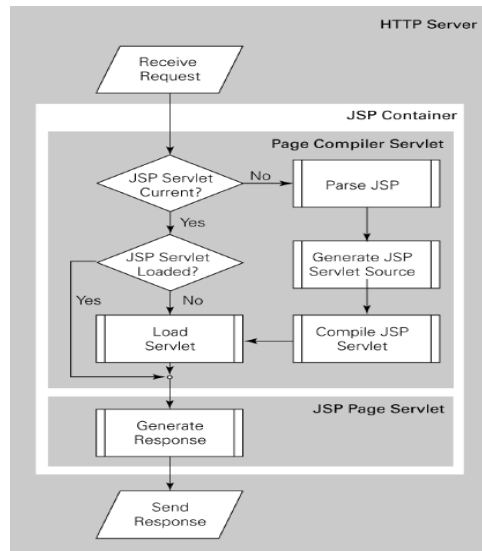 HTTP Server
Receive
Request
JSP Container
Page Compiler Servlet
JSP Servlet
Current?
No
Parse JSP
Yes
JSP Servlet
Loaded?
Generate JSP
Servlet Source
Yes
No
Load
Servlet
Compile JSP
Servlet
JSP Page Servlet
Generate
Response
Send
Response